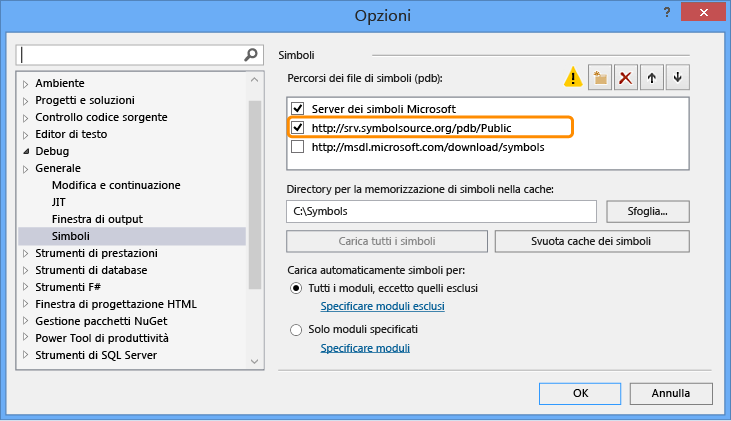 Opzioni
Ambiente
Progetti e soluzioni
Controllo codice sorgente
Editor di testo
Debug
Generale
Modifica e continuazione
JIT
Finestra di output
Simboli
Strumenti di prestazioni
Strumenti di database
Strumenti F#
Finestra di progettazione HTML
Gestione pacchetti NuGet
Power Tool di produttività
Strumenti di SQL Server
Simboli
Percorsi dei file di simboli (pdb):
Server dei simboli Microsoft
http://srv.symbolsource.org/pdb/Public
http://msdl.microsoft.com/download/symbols
Directory per la memorizzazione di simboli nella cache:
C:\Symbols
Sfoglia...
Carica tutti i simboli
Svuota cache dei simboli
Carica automaticamente simboli per:
Tutti i moduli, eccetto quelli esclusi
Specificare moduli esclusi
Solo moduli specificati
Specificare moduli
OK
Annulla